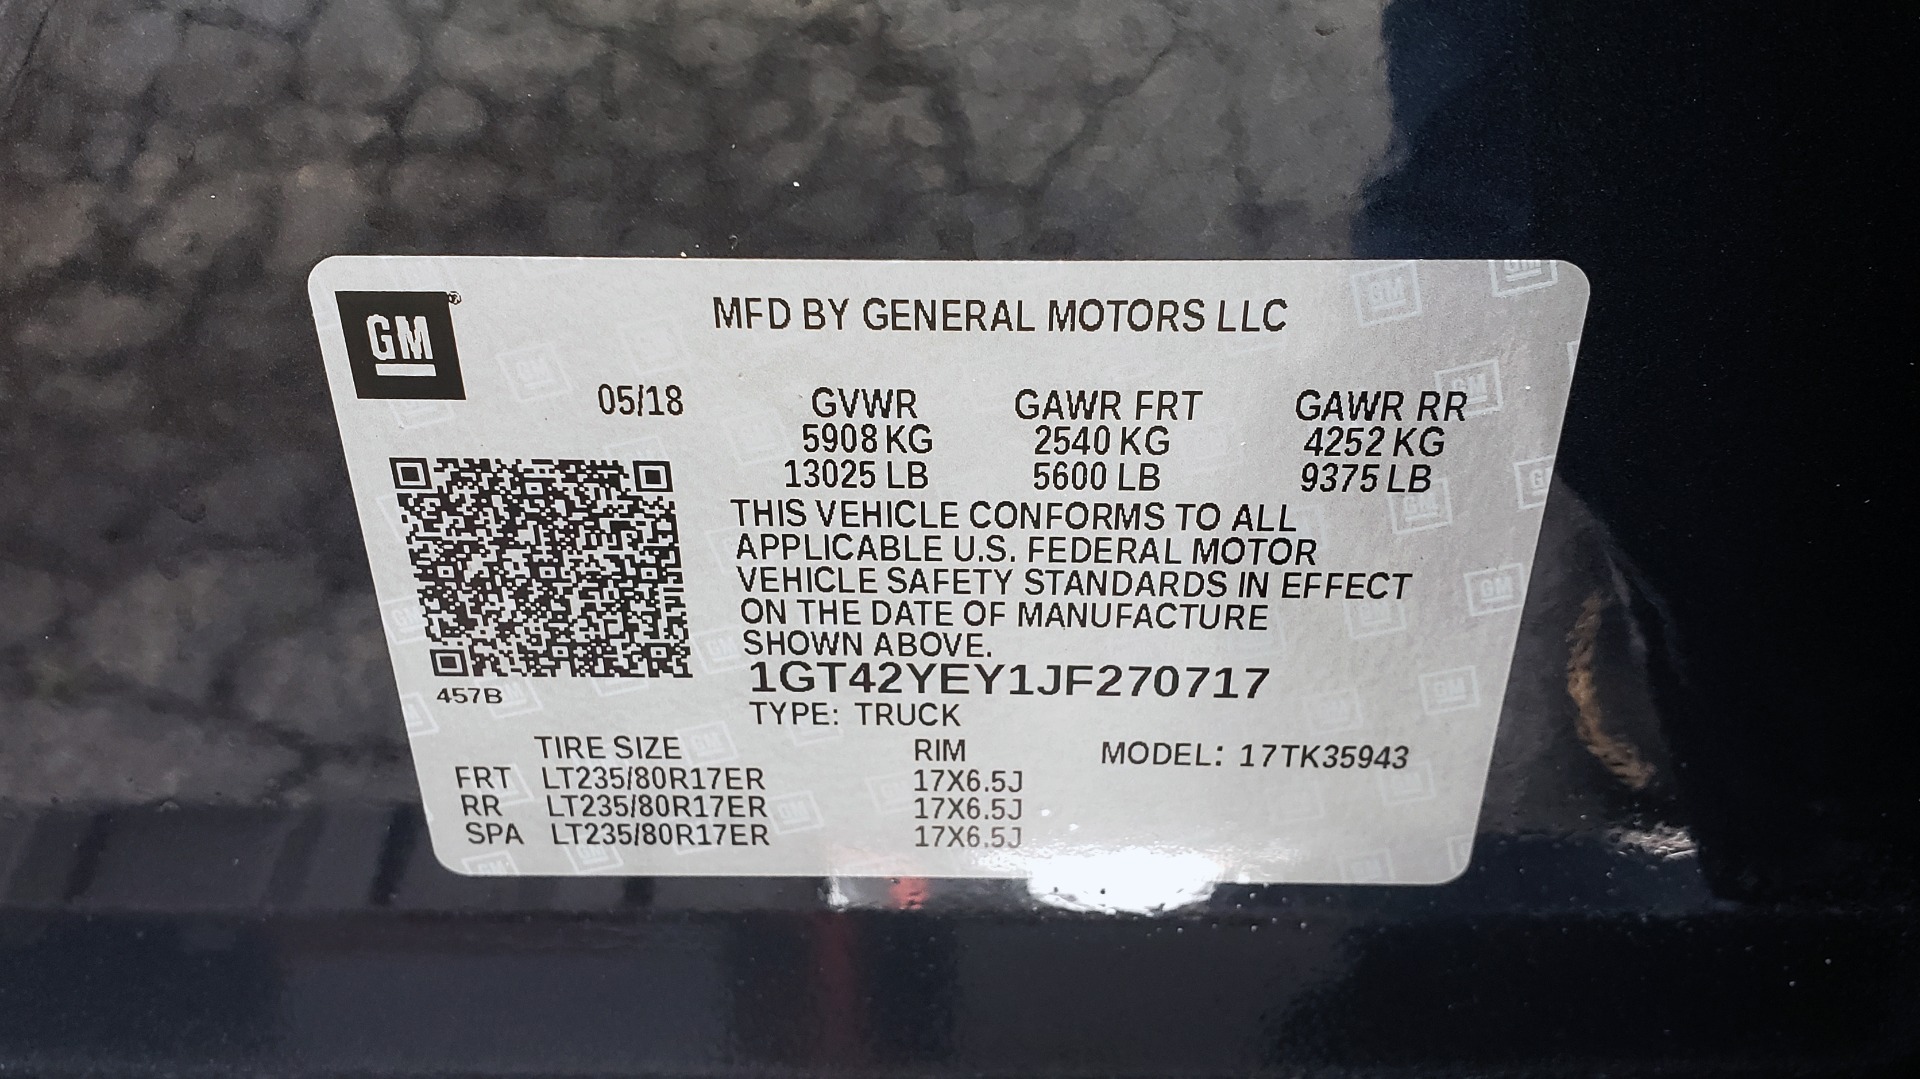 GM
MFD BY GENERAL MOTORS LLC
05/18 GVWR GAWR FRT GAWR RR
5908 KG 2540 KG 4252 KG
13025 LB 5600 LB 9375 LB
THIS VEHICLE CONFORMS TO ALL
APPLICABLE U.S. FEDERAL MOTOR
VEHICLE SAFETY STANDARDS IN EFFECT
ON THE DATE OF MANUFACTURE
SHOWN ABOVE.
457B 1GT42YEY1JF270717
TYPE: TRUCK
TIRE SIZE RIM MODEL: 17TK35943
FRT LT235/80R17ER 17X6.5J
RR LT235/80R17ER 17X6.5J
SPA LT235/80R17ER 17X6.5J